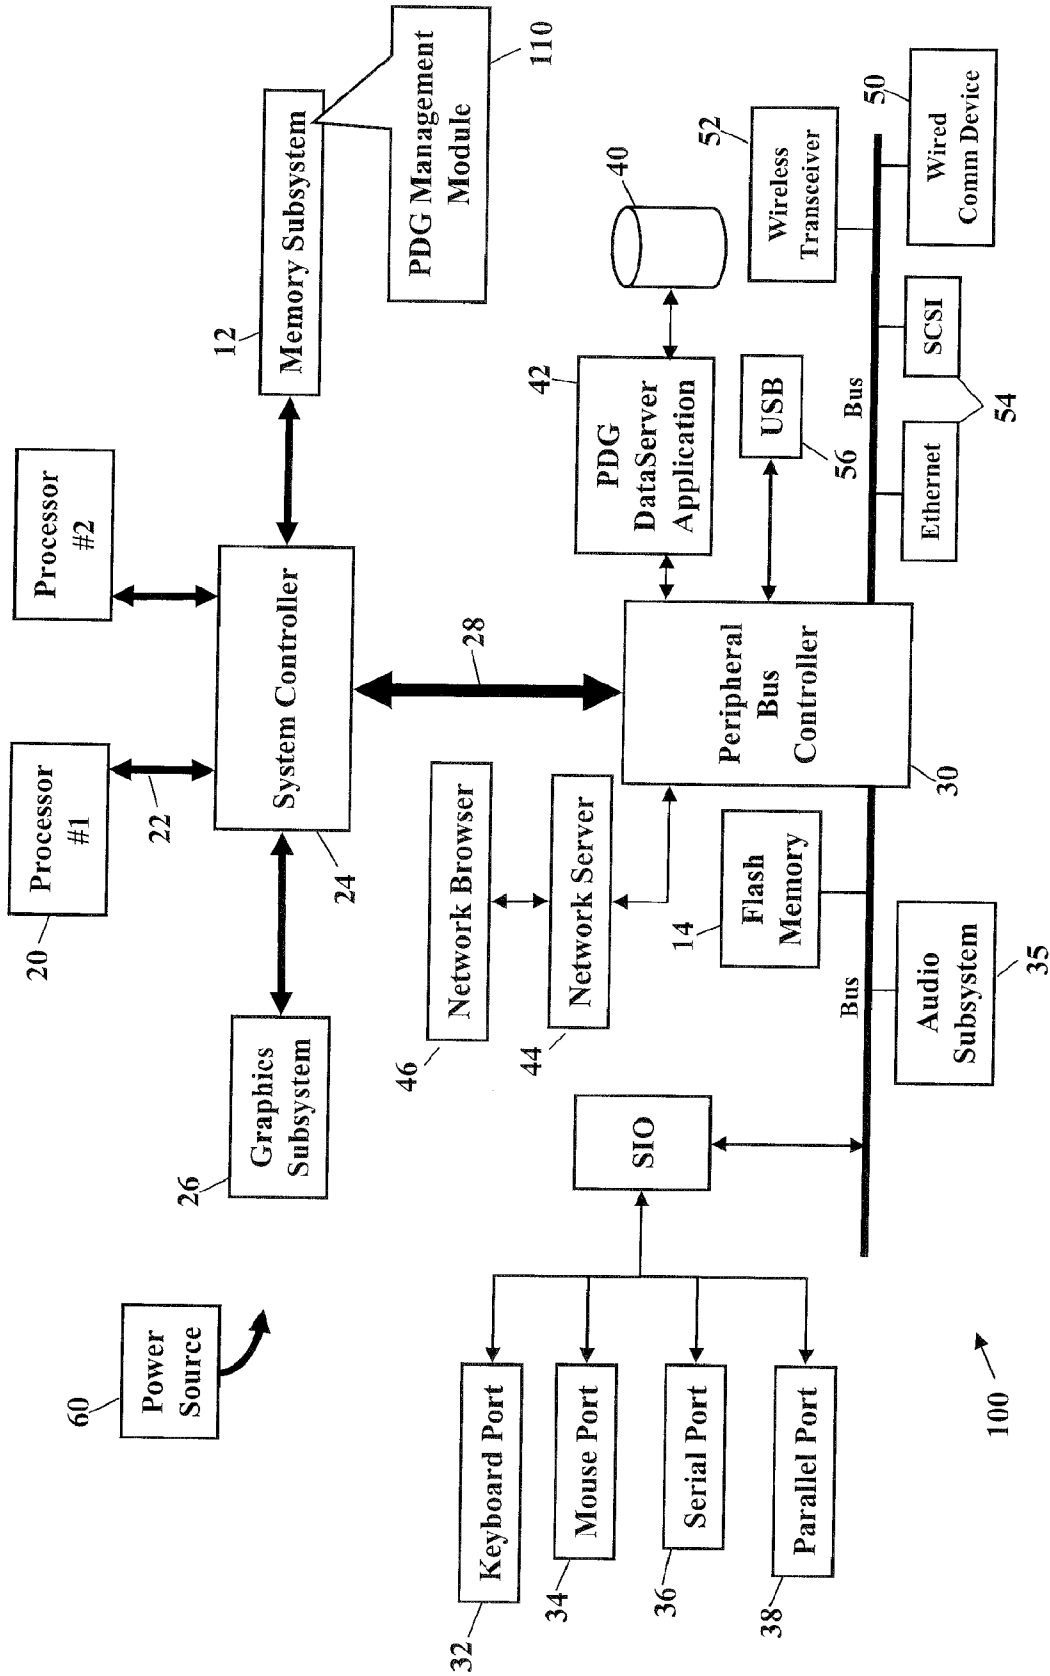 60
Power
Source
20
Processor
#1
22
Processor
#2
26
Graphics
Subsystem
24
System Controller
12
Memory Subsystem
PDG Management
Module
110
28
46
Network Browser
44
Network Server
32
Keyboard Port
34
Mouse Port
36
Serial Port
38
Parallel Port
SIO
14
Flash
Memory
Peripheral
Bus
Controller
30
42
PDG
DataServer
Application
40
56
USB
52
Wireless
Transceiver
Bus
Bus
Audio
Subsystem
35
Ethernet
54
SCSI
50
Wired
Comm Device
100